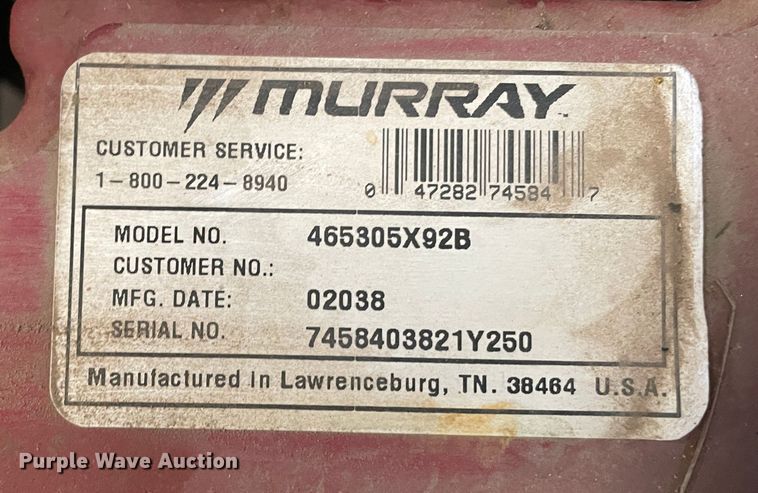 MURRAY™
CUSTOMER SERVICE:
1-800-224-8940
0 47282 74584 7
MODEL NO. 465305X92B
CUSTOMER NO.:
MFG. DATE: 02038
SERIAL NO. 7458403821Y250
Manufactured in Lawrenceburg, TN. 38464 U.S.A.
Purple Wave Auction